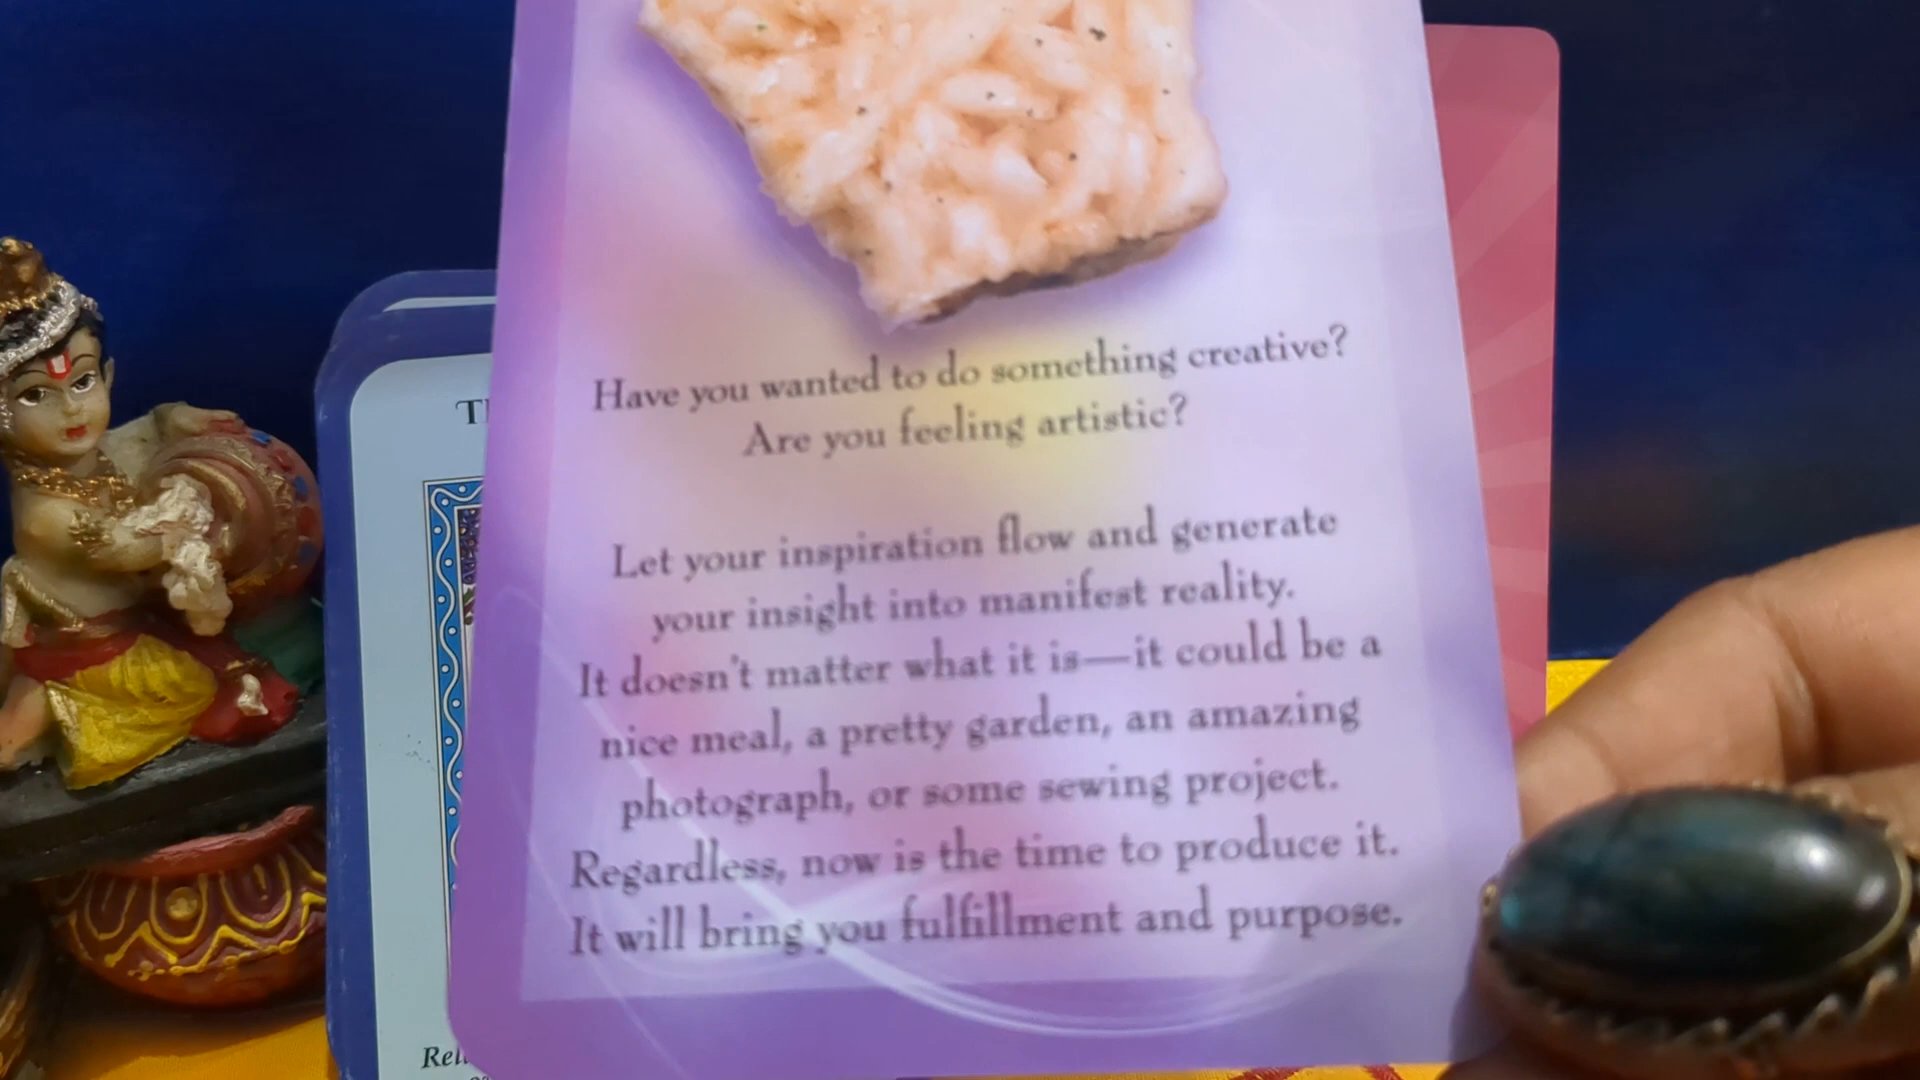 Have you wanted to do something creative?
Are you feeling artistic?
Let your inspiration flow and generate
your insight into manifest reality.
It doesn't matter what it is—it could be a
nice meal, a pretty garden, an amazing
photograph, or some sewing project.
Regardless, now is the time to produce it.
It will bring you fulfillment and purpose.